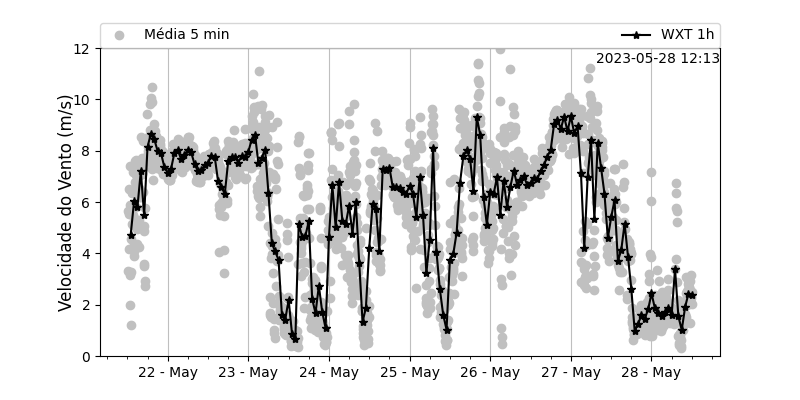 Média 5 min
WXT 1h
2023-05-28 12:13
Velocidade do Vento (m/s)
12
10
8
6
4
2
0
22 - May
23 - May
24 - May
25 - May
26 - May
27 - May
28 - May